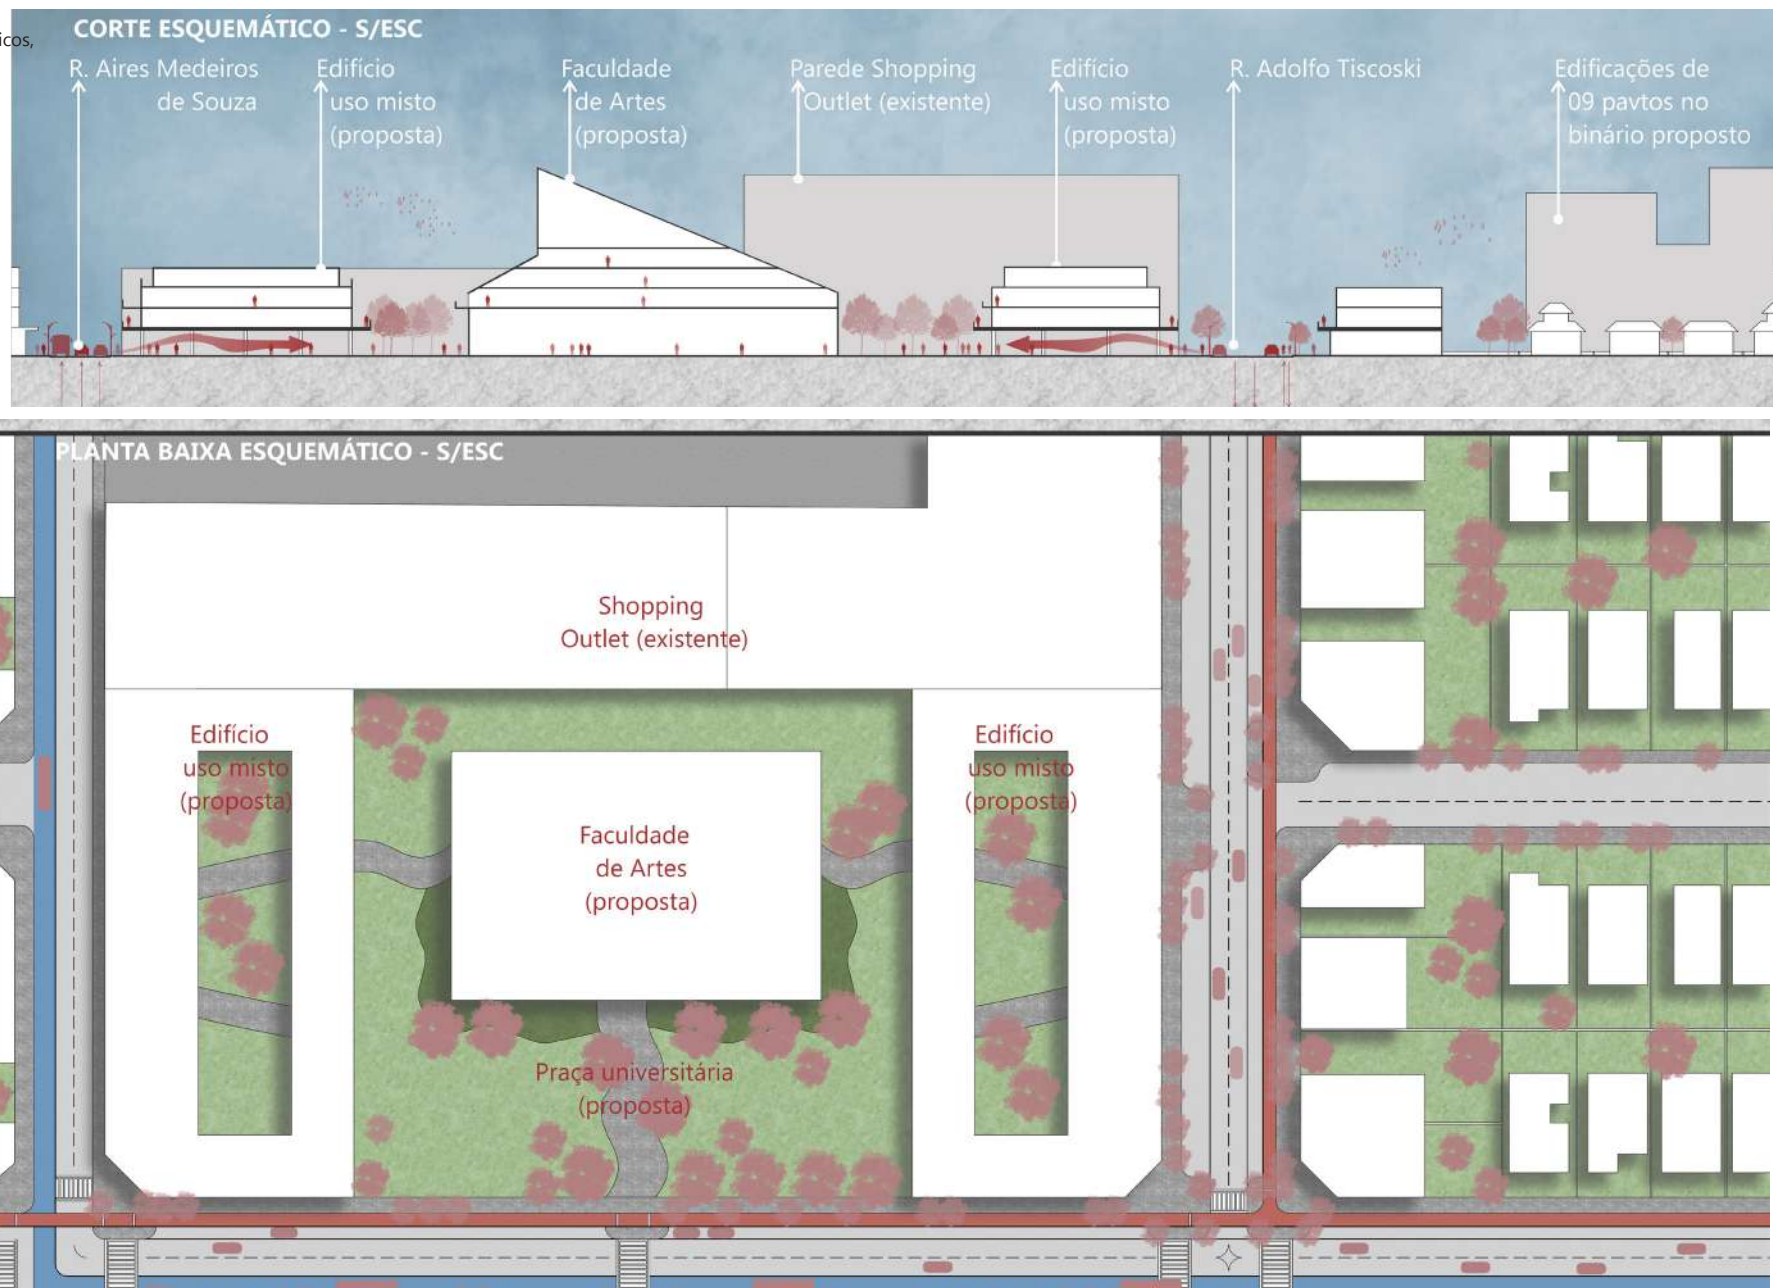 icos,
CORTE ESQUEMÁTICO - S/ESC
R. Aires Medeiros
de Souza
Edifício
uso misto
(proposta)
Faculdade
de Artes
(proposta)
Parede Shopping
Outlet (existente)
Edifício
uso misto
(proposta)
R. Adolfo Tiscoski
Edificações de
09 pavtos no
binário proposto
PLANTA BAIXA ESQUEMÁTICO - S/ESC
Shopping
Outlet (existente)
Edifício
uso misto
(proposta)
Faculdade
de Artes
(proposta)
Edifício
uso misto
(proposta)
Praça universitária
(proposta)